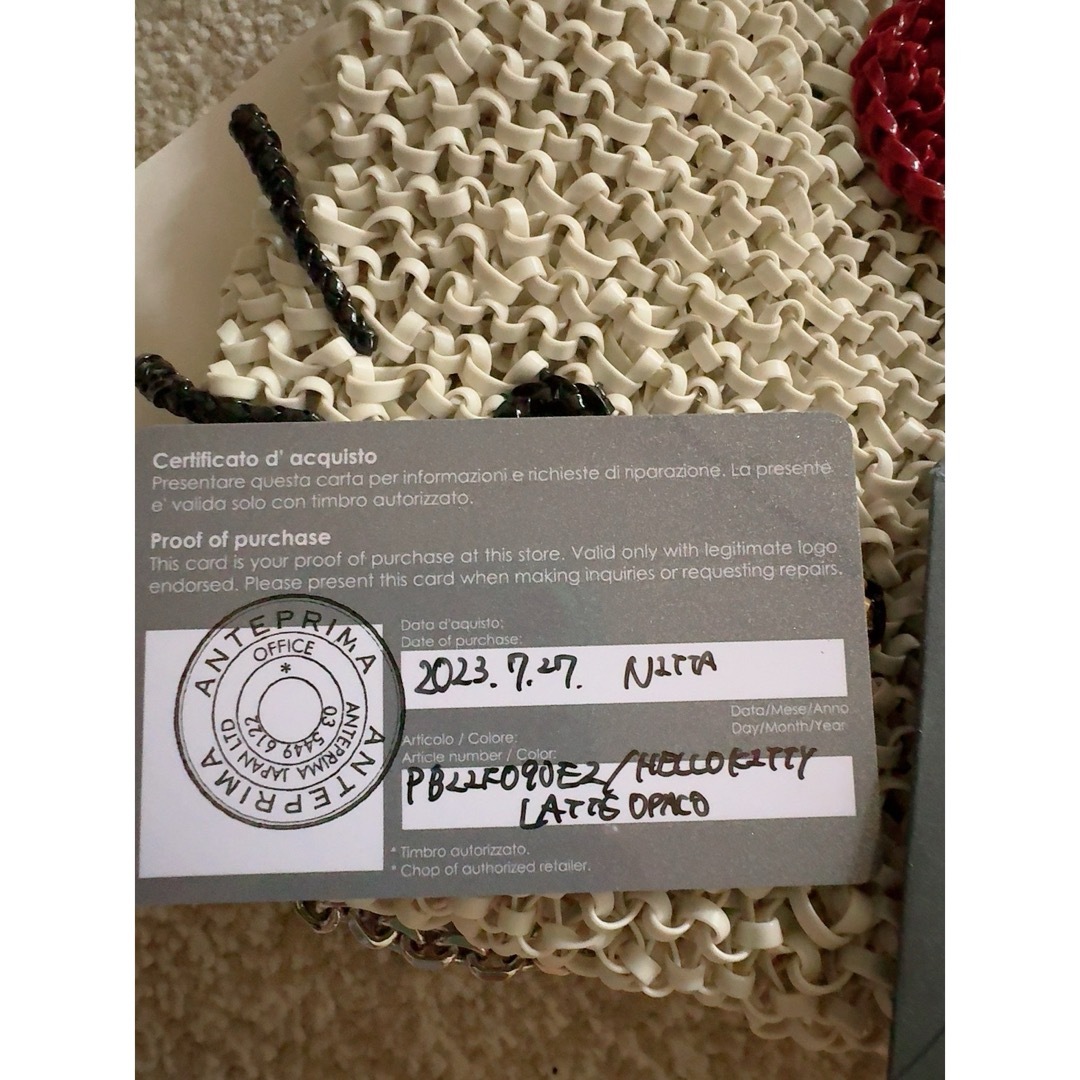 Certificato d' acquisto
Presentare questa carta per informazioni e richieste di riparazione. La presente
e' valida solo con timbro autorizzato.
Proof of purchase
This card is your proof of purchase at this store. Valid only with legitimate logo
endorsed. Please present this card when making inquiries or requesting repairs.
ANTEPRIMA
OFFICE
*
03 5449 6122
ANTEPRIMA JAPAN LTD
ANTEPRIMA
Data d'aquisto:
Date of purchase:
2023.7.27. NITTA
Data/Mese/Anno
Day/Month/Year
Articolo / Colore:
Article number / Color:
PB22F090E2/HELLO KITTY
LATTE OPACO
* Timbro autorizzato.
* Chop of authorized retailer.